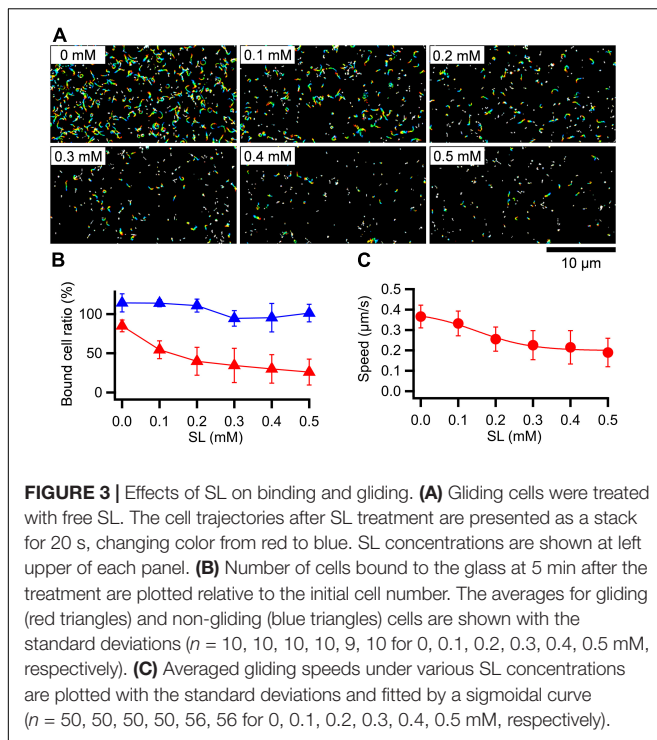 A
0 mM 0.1 mM 0.2 mM
0.3 mM 0.4 mM 0.5 mM
10 µm
B
Bound cell ratio (%)
100
50
0
0.0 0.1 0.2 0.3 0.4 0.5
SL (mM)
C
Speed (µm/s)
0.5
0.4
0.3
0.2
0.1
0.0
0.0 0.1 0.2 0.3 0.4 0.5
SL (mM)
FIGURE 3 | Effects of SL on binding and gliding. (A) Gliding cells were treated
with free SL. The cell trajectories after SL treatment are presented as a stack
for 20 s, changing color from red to blue. SL concentrations are shown at left
upper of each panel. (B) Number of cells bound to the glass at 5 min after the
treatment are plotted relative to the initial cell number. The averages for gliding
(red triangles) and non-gliding (blue triangles) cells are shown with the
standard deviations (n = 10, 10, 10, 10, 9, 10 for 0, 0.1, 0.2, 0.3, 0.4, 0.5 mM,
respectively). (C) Averaged gliding speeds under various SL concentrations
are plotted with the standard deviations and fitted by a sigmoidal curve
(n = 50, 50, 50, 50, 56, 56 for 0, 0.1, 0.2, 0.3, 0.4, 0.5 mM, respectively).